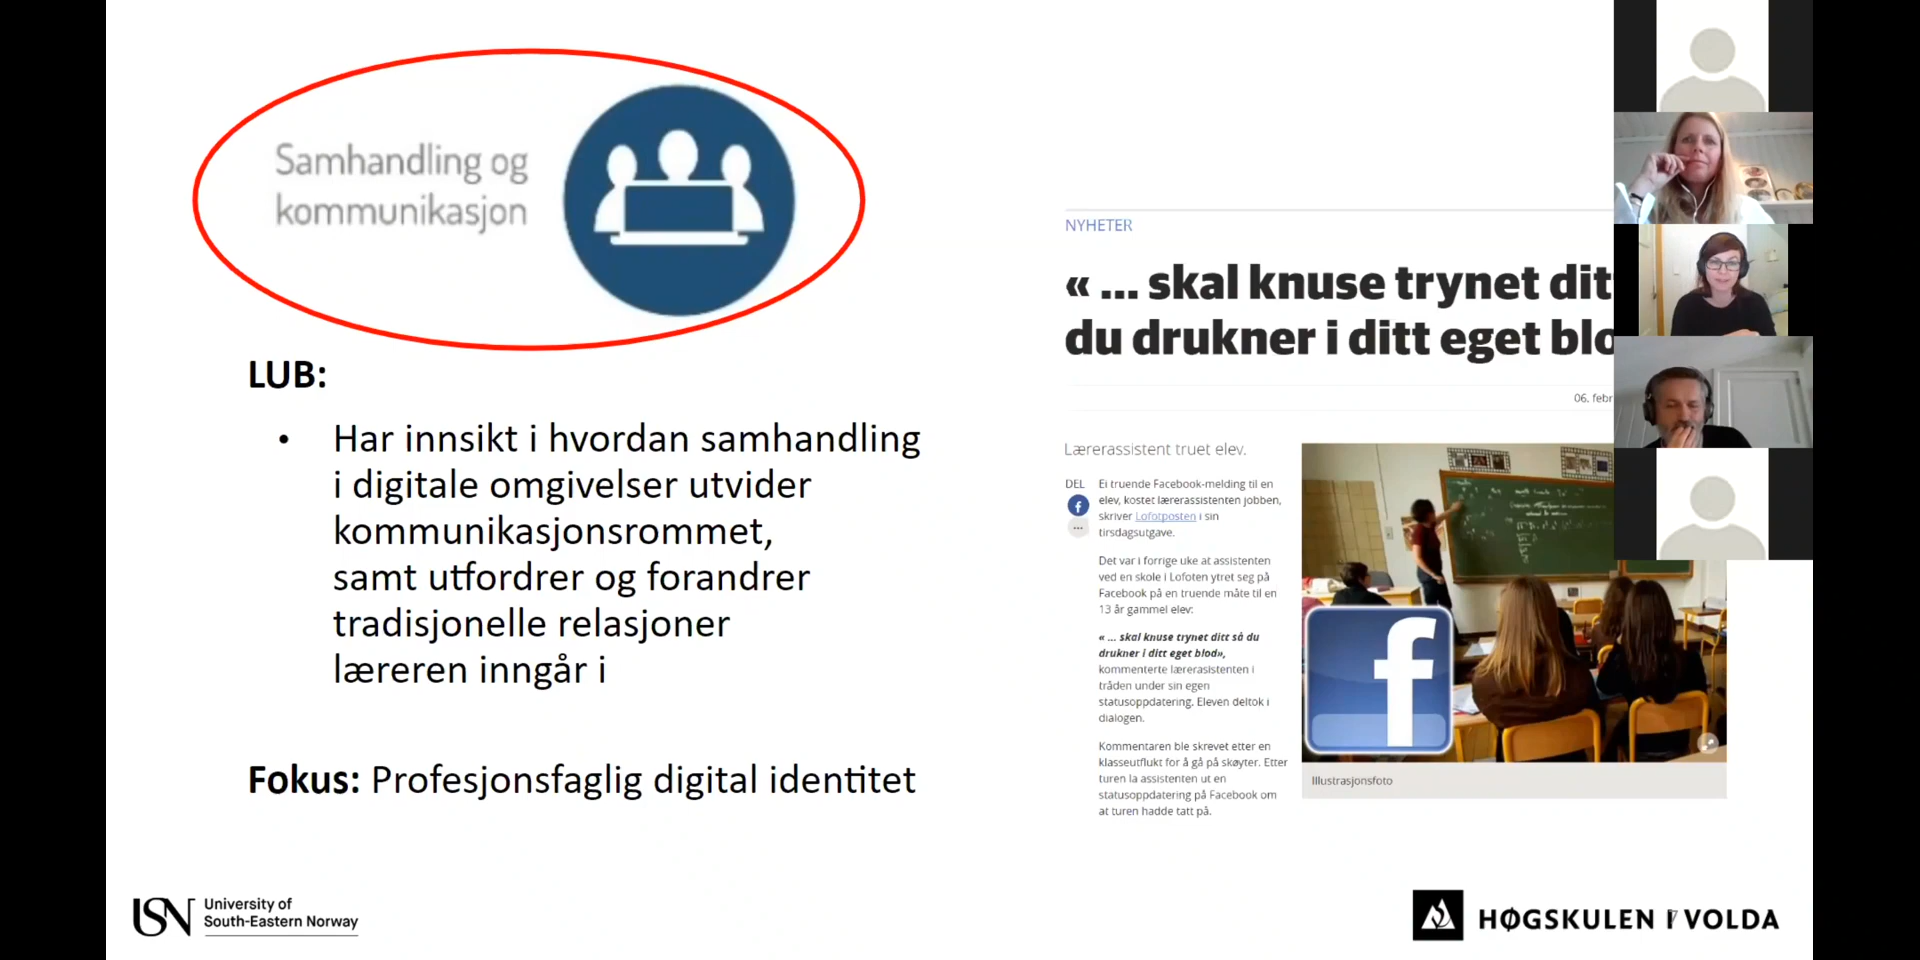 Samhandling og
kommunikasjon
LUB:
• Har innsikt i hvordan samhandling
i digitale omgivelser utvider
kommunikasjonsrommet,
samt utfordrer og forandrer
tradisjonelle relasjoner
læreren inngår i
Fokus: Profesjonsfaglig digital identitet
NYHETER
« ... skal knuse trynet dit
du drukner i ditt eget blo
06. febr
Lærerassistent truet elev.
DEL
Ei truende Facebook-melding til en
elev, kostet lærerassistenten jobben,
skriver Lofotposten i sin
tirsdagsutgave.
Det var i forrige uke at assistenten
ved en skole i Lofoten ytret seg på
Facebook på en truende måte til en
13 år gammel elev:
« ... skal knuse trynet ditt så du
drukner i ditt eget blod»,
kommenterte lærerasistenten i
tråden under sin egen
statusoppdatering. Eleven deltok i
dialogen.
Kommentaren ble skrevet etter en
klasseutflukt for å gå på skøyter. Etter
turen la assistenten ut en
statusoppdatering på Facebook om
at turen hadde tatt på.
f
Illustrasjonsfoto
USN University of
South-Eastern Norway
HØGSKULEN I VOLDA